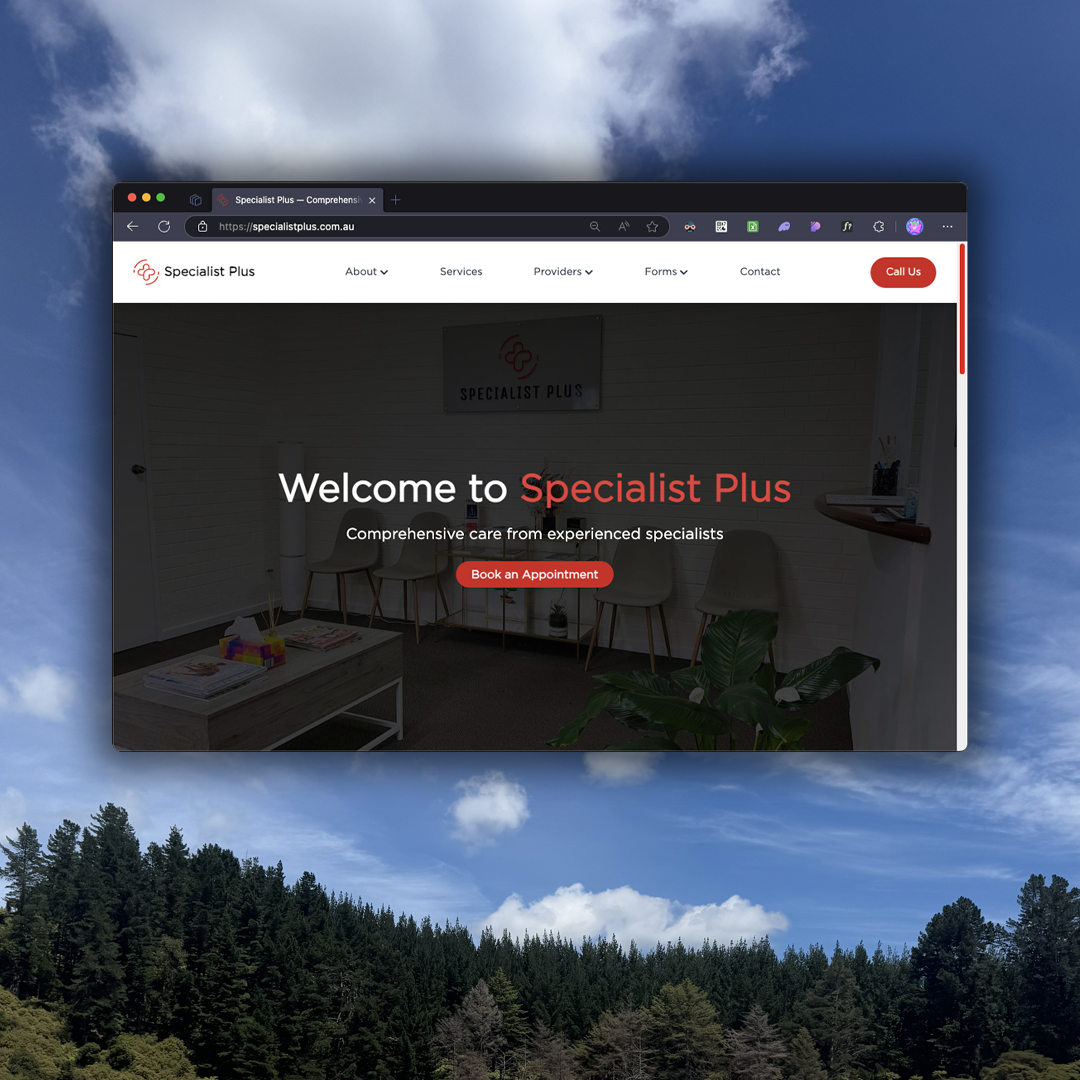 Specialist Plus — Comprehensi
https://specialistplus.com.au
Specialist Plus
About
Services
Providers
Forms
Contact
Call Us
SPECIALIST PLUS
Welcome to Specialist Plus
Comprehensive care from experienced specialists
Book an Appointment